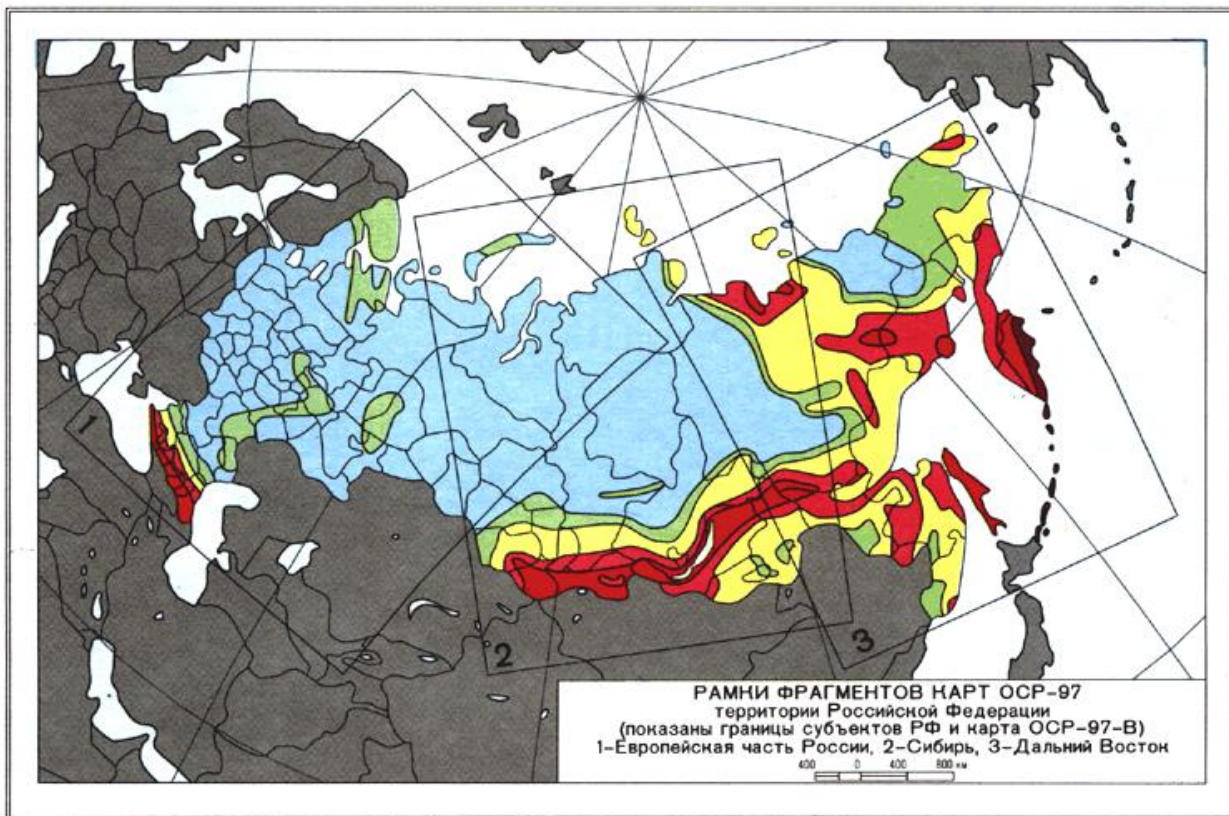 1
2
3
РАМКИ ФРАГМЕНТОВ КАРТ ОСР-97
территории Российской Федерации
(показаны границы субъектов РФ и карта ОСР-97-В)
1-Европейская часть России, 2-Сибирь, 3-Дальний Восток
400 0 400 800 км